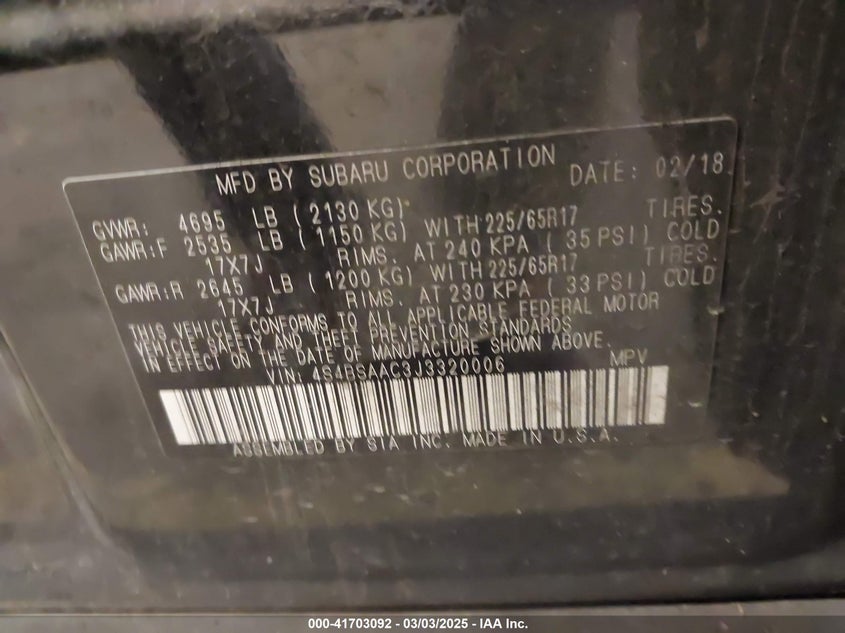 MFD BY SUBARU CORPORATION DATE: 02/18
GVWR: 4695 LB ( 2130 KG)
GAWR:F 2535 LB ( 1150 KG) WITH 225/65R17 TIRES.
17X7J RIMS. AT 240 KPA ( 35 PSI) COLD
GAWR:R 2645 LB ( 1200 KG) WITH 225/65R17 TIRES.
17X7J RIMS. AT 230 KPA ( 33 PSI) COLD
THIS VEHICLE CONFORMS TO ALL APPLICABLE FEDERAL MOTOR
VEHICLE SAFETY AND THEFT PREVENTION STANDARDS
IN EFFECT ON THE DATE OF MANUFACTURE SHOWN ABOVE.
VIN: 4S4BSAAC3J3320006 MPV
ASSEMBLED BY SIA INC. MADE IN U.S.A.
000-41703092 - 03/03/2025 - IAA Inc.